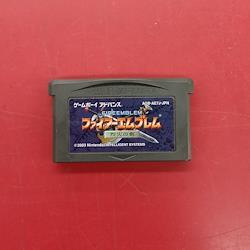 ゲームボーイ アドバンス AGB-AE7J-JPN
FIRE EMBLEM
ファイアーエムブレム
烈火の剣
©2003 Nintendo/INTELLIGENT SYSTEMS